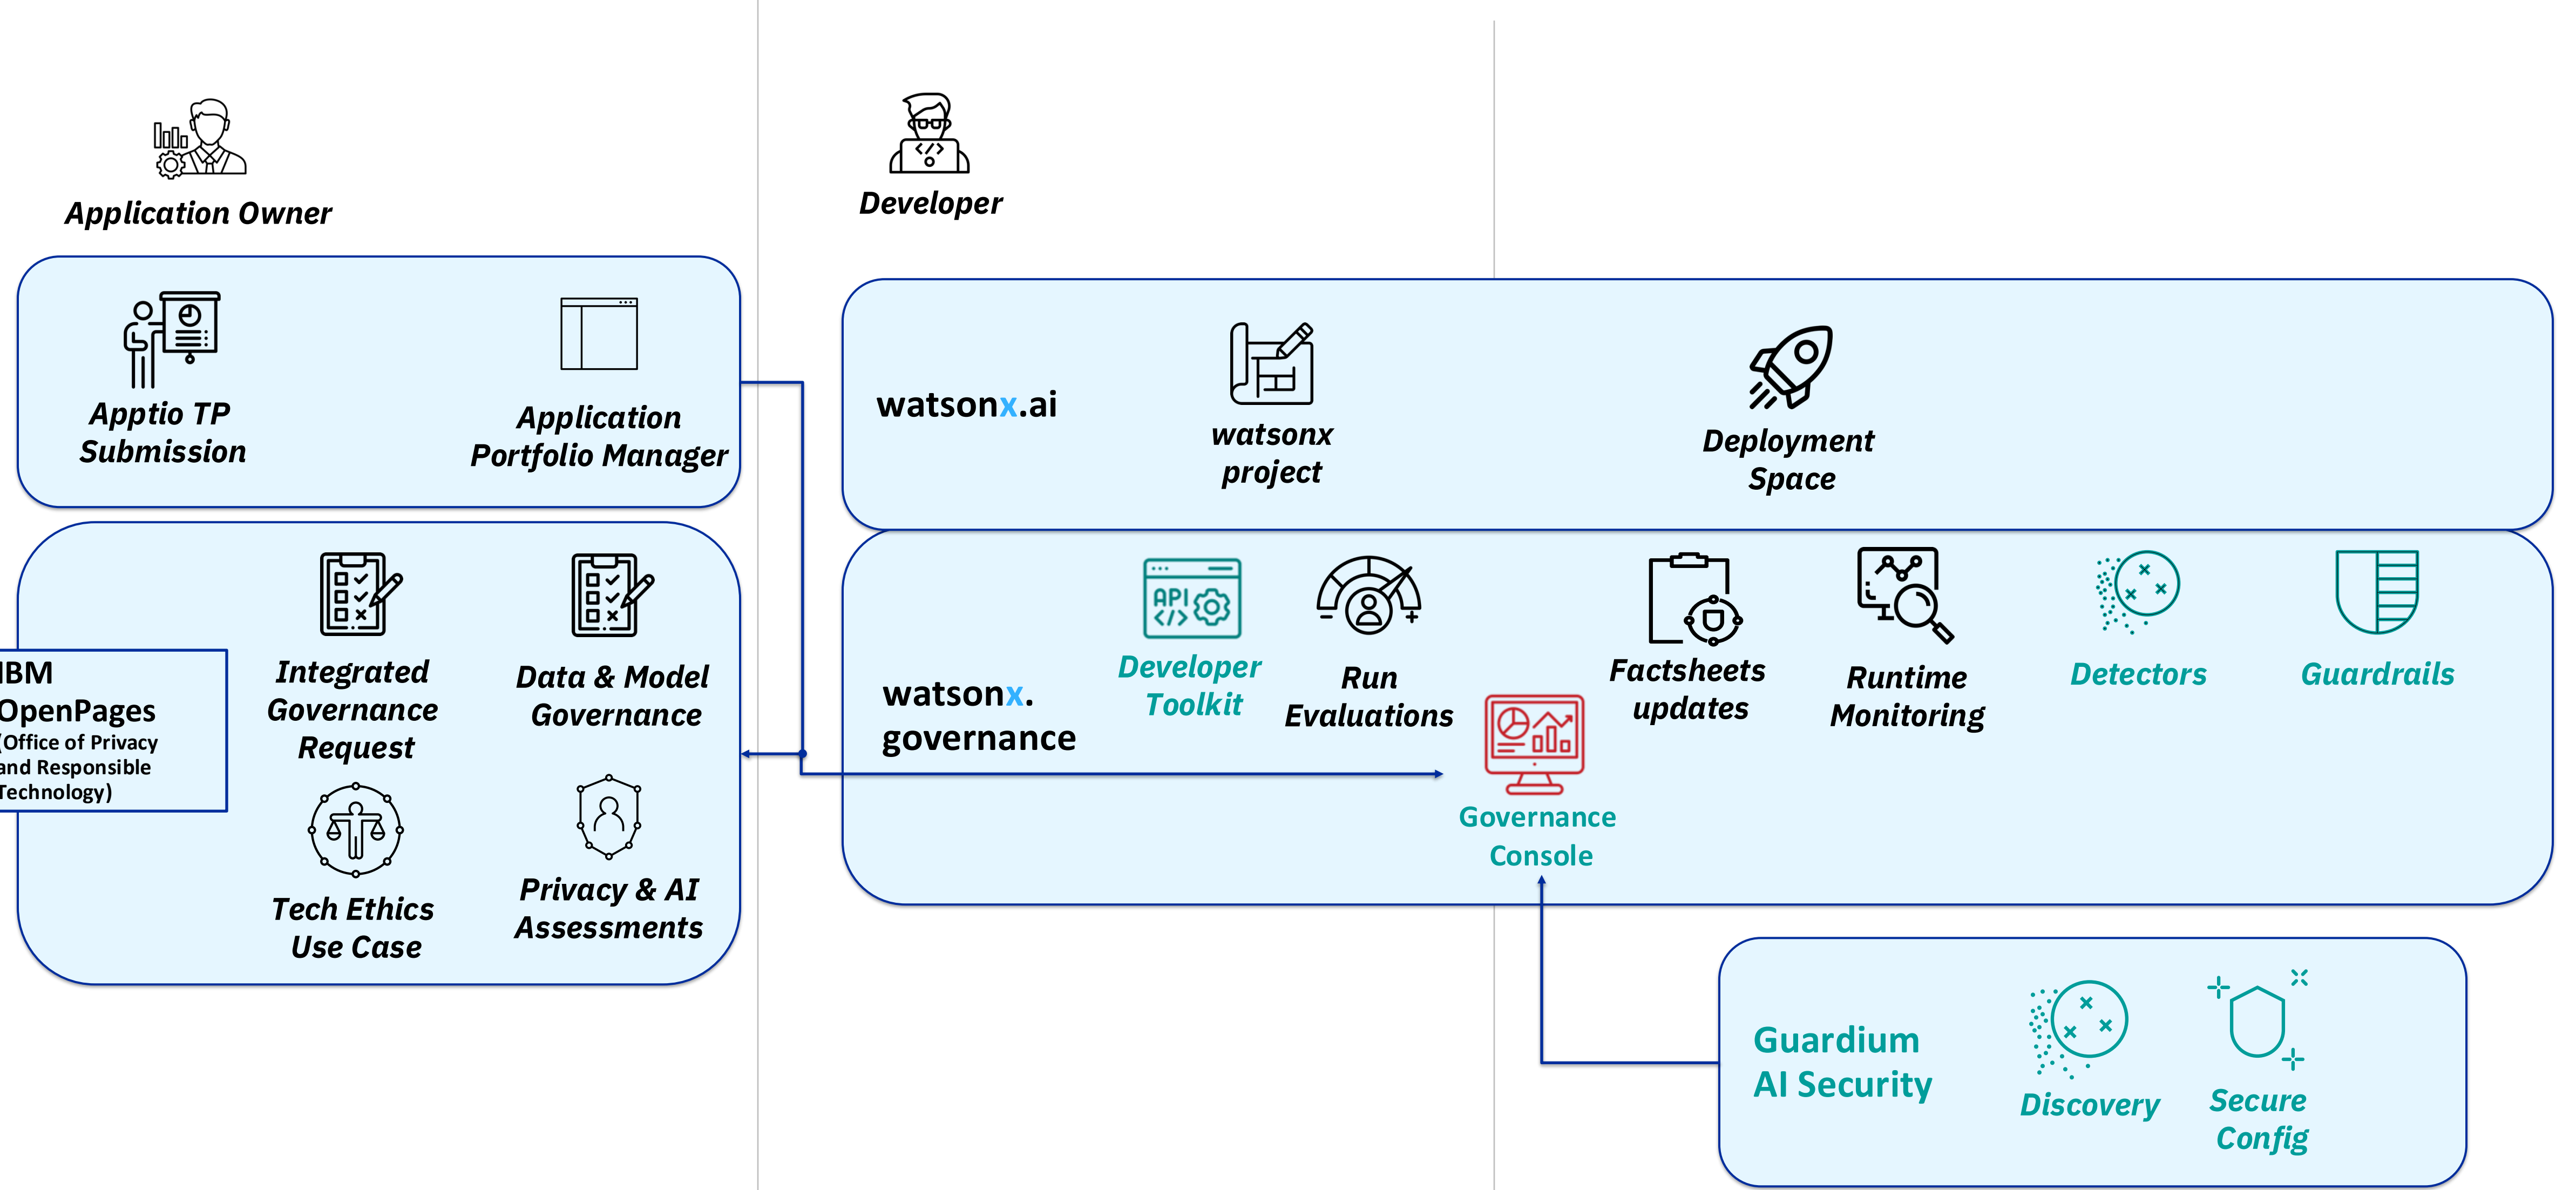 Application Owner
Developer
Apptio TP
Submission
Application
Portfolio Manager
IBM
OpenPages
(Office of Privacy
and Responsible
Technology)
Integrated
Governance
Request
Data & Model
Governance
Tech Ethics
Use Case
Privacy & AI
Assessments
watsonx.ai
watsonx
project
Deployment
Space
watsonx.
governance
API
</>
Developer
Toolkit
Run
Evaluations
Factsheets
updates
Runtime
Monitoring
Detectors
Guardrails
Governance
Console
Guardium
AI Security
Discovery
Secure
Config